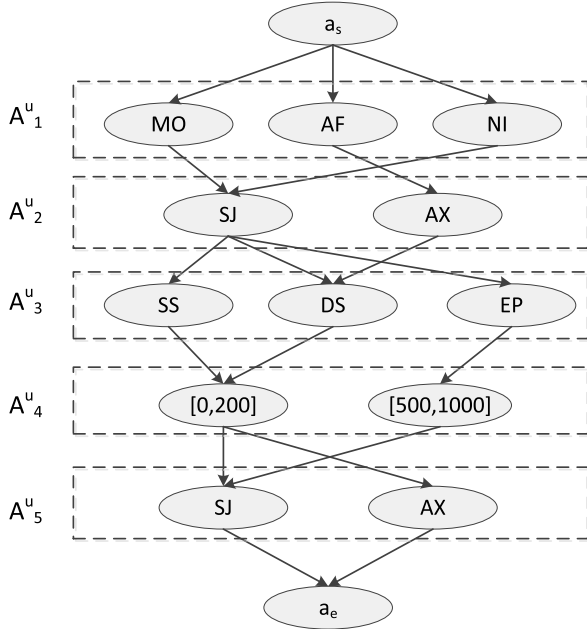 aₛ
Aᵘ₁ MO AF NI
Aᵘ₂ SJ AX
Aᵘ₃ SS DS EP
Aᵘ₄ [0,200] [500,1000]
Aᵘ₅ SJ AX
aₑ